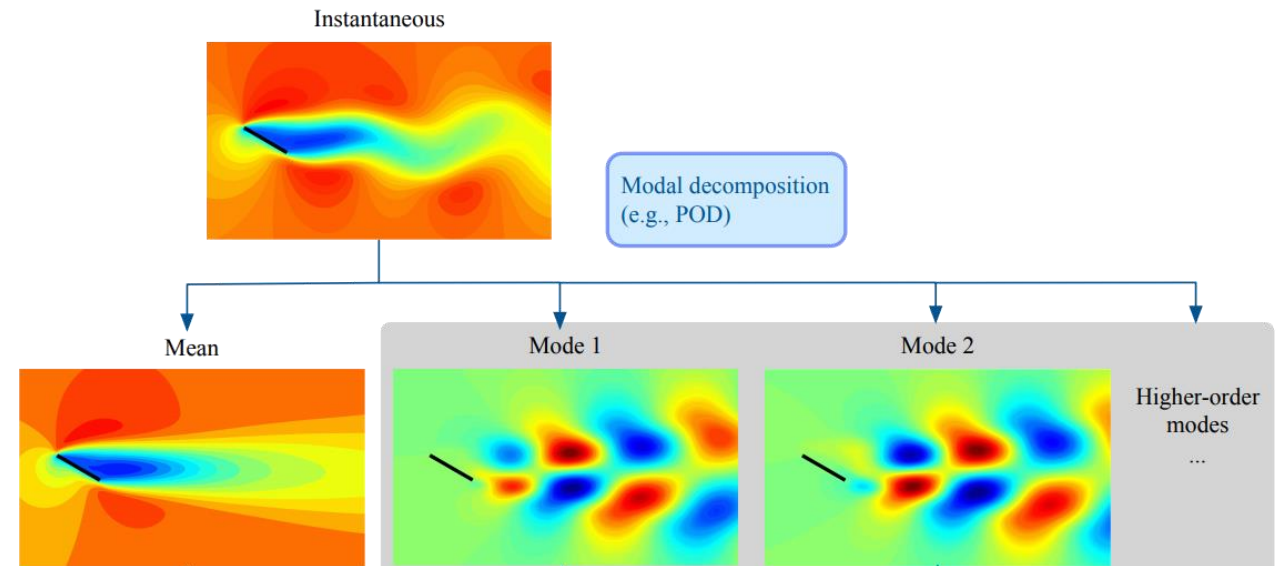 Instantaneous
Modal decomposition
(e.g., POD)
Mean
Mode 1
Mode 2
Higher-order
modes
...